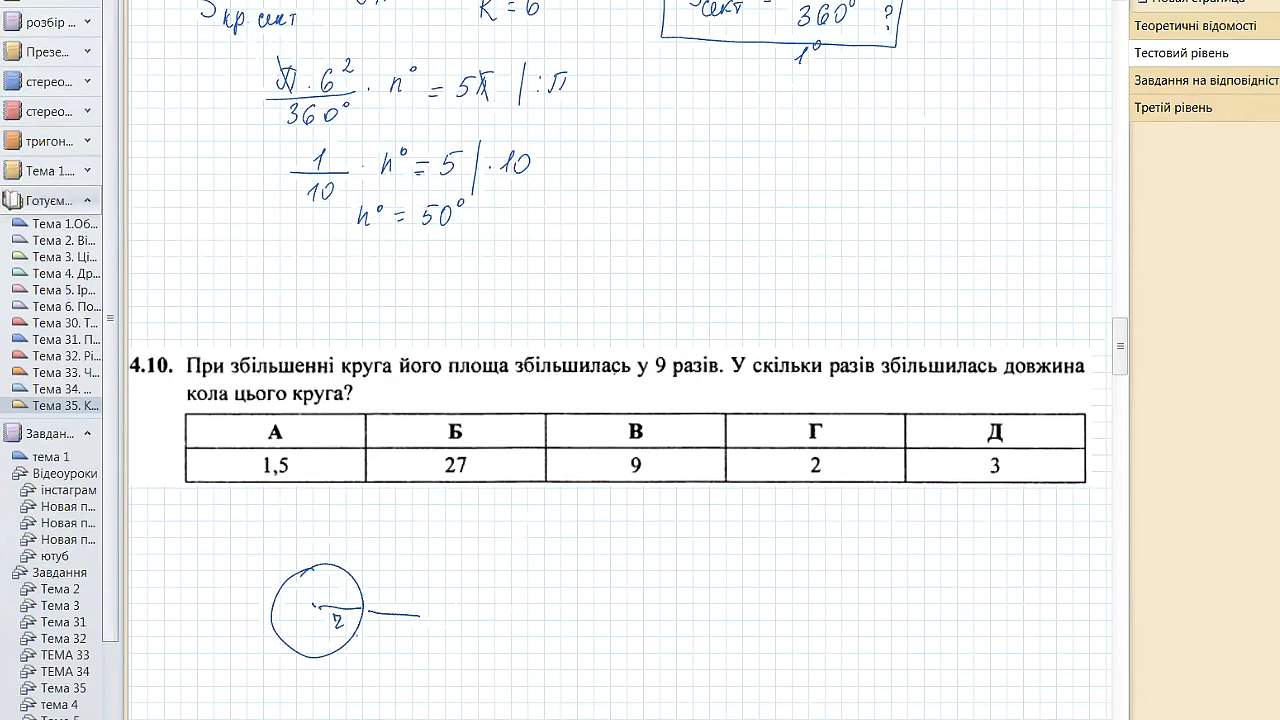 розбір ...
Презе...
стерео...
стерео...
тригон...
Тема 1....
Готуєм...
Тема 1.Об...
Тема 2. Ві...
Тема 3. Ці...
Тема 4. Др...
Тема 5. Ір...
Тема 6. По...
Тема 30. Т...
Тема 31. П...
Тема 32. Рі...
Тема 33. Ч...
Тема 34. ...
Тема 35. К...
Завдан...
тема 1
Відеоуроки
інстаграм
Новая п...
Новая п...
Новая п...
ютуб
Завдання
Тема 2
Тема 3
Тема 31
Тема 32
ТЕМА 33
ТЕМА 34
Тема 35
тема 4
S кр. сект
R = 6
сект = 360° ?
1°
π · 6² / 360° · n° = 5π | : π
1/10 · n° = 5 | · 10
n° = 50°
4.10. При збільшенні круга його площа збільшилась у 9 разів. У скільки разів збільшилась довжина
кола цього круга?
А Б В Г Д
1,5 27 9 2 3
r
Новая страница
Теоретичні відомості
Тестовий рівень
Завдання на відповідніст
Третій рівень